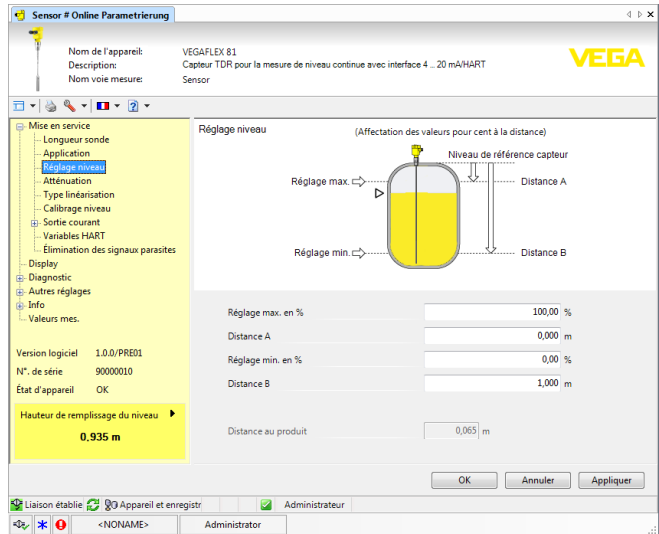 Sensor # Online Parametrierung
Nom de l'appareil: VEGAFLEX 81
Description: Capteur TDR pour la mesure de niveau continue avec interface 4 .. 20 mA/HART
Nom voie mesure: Sensor
VEGA
Mise en service
Longueur sonde
Application
Réglage niveau
Atténuation
Type linéarisation
Calibrage niveau
Sortie courant
Variables HART
Élimination des signaux parasites
Display
Diagnostic
Autres réglages
Info
Valeurs mes.
Version logiciel 1.0.0/PRE01
N°. de série 90000010
État d'appareil OK
Hauteur de remplissage du niveau
0,935 m
Réglage niveau
(Affectation des valeurs pour cent à la distance)
Niveau de référence capteur
Réglage max.
Distance A
Réglage min.
Distance B
Réglage max. en % 100,00 %
Distance A 0,000 m
Réglage min. en % 0,00 %
Distance B 1,000 m
Distance au produit 0,065 m
OK Annuler Appliquer
Liaison établie Appareil et enregistr Administrateur
<NONAME> Administrator